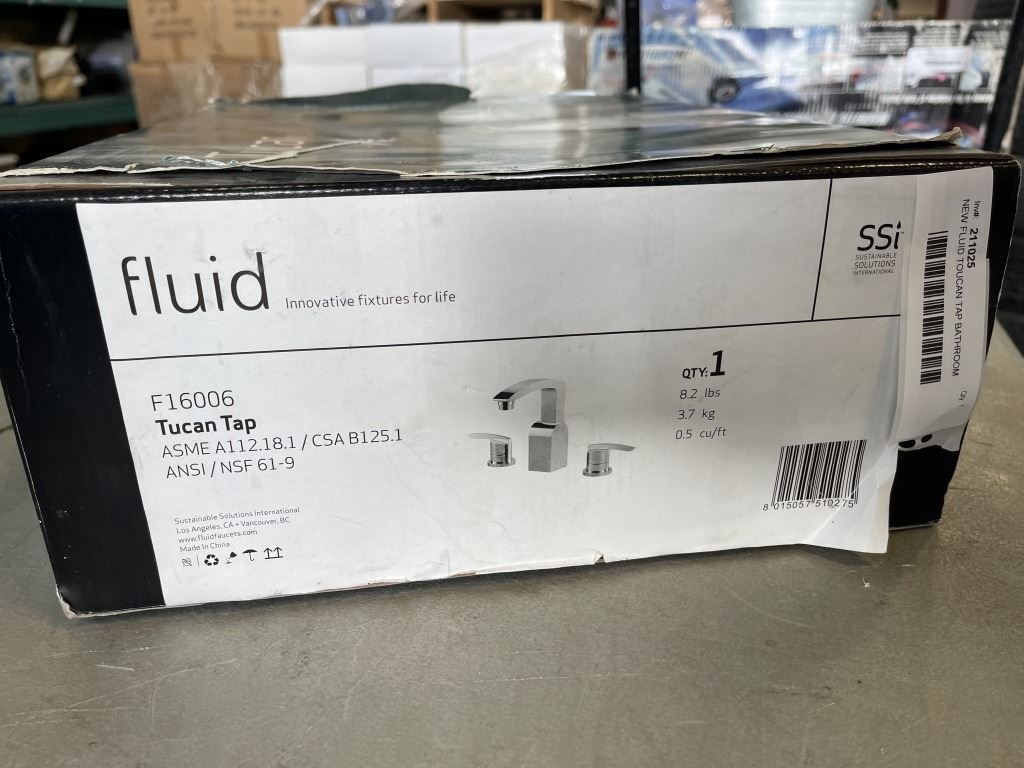 fluid
Innovative fixtures for life
SSi
SUSTAINABLE
SOLUTIONS
INTERNATIONAL
F16006
Tucan Tap
ASME A112.18.1 / CSA B125.1
ANSI / NSF 61-9
QTY: 1
8.2 lbs
3.7 kg
0.5 cu/ft
Sustainable Solutions International
Los Angeles, CA • Vancouver, BC
www.fluidfaucets.com
Made In China
8 015057 510275
Inv#: 211025
NEW FLUID TOUCAN TAP BATHROOM